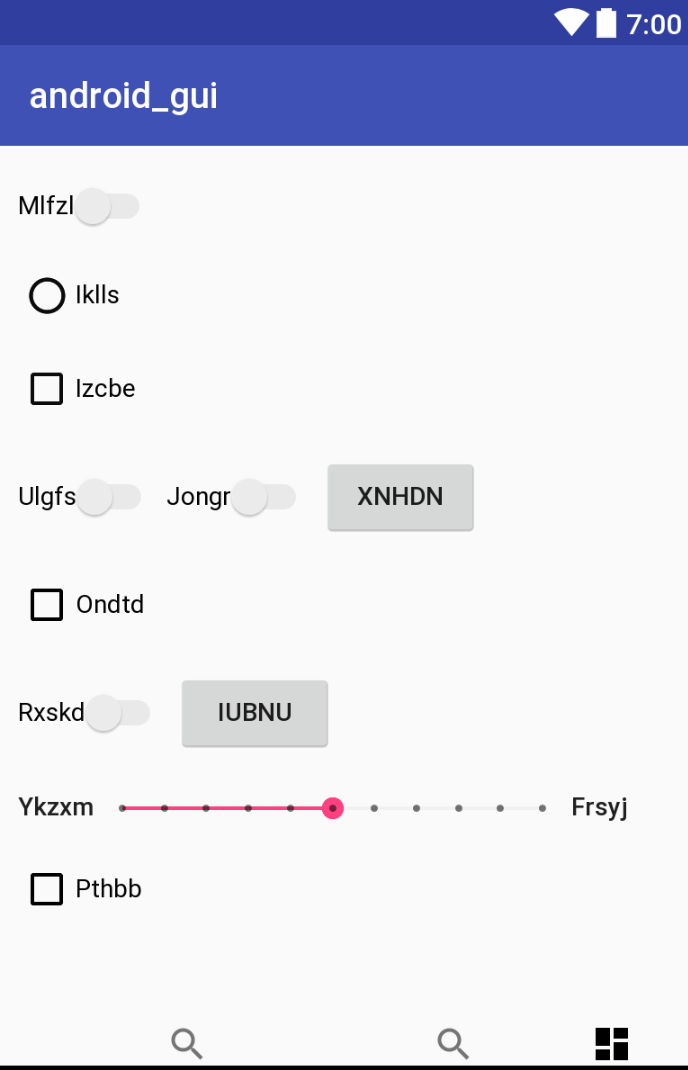 7:00
android_gui
Mlfzl
Iklls
Izcbe
Ulgfs Jongr XNHDN
Ondtd
Rxskd IUBNU
Ykzxm Frsyj
Pthbb